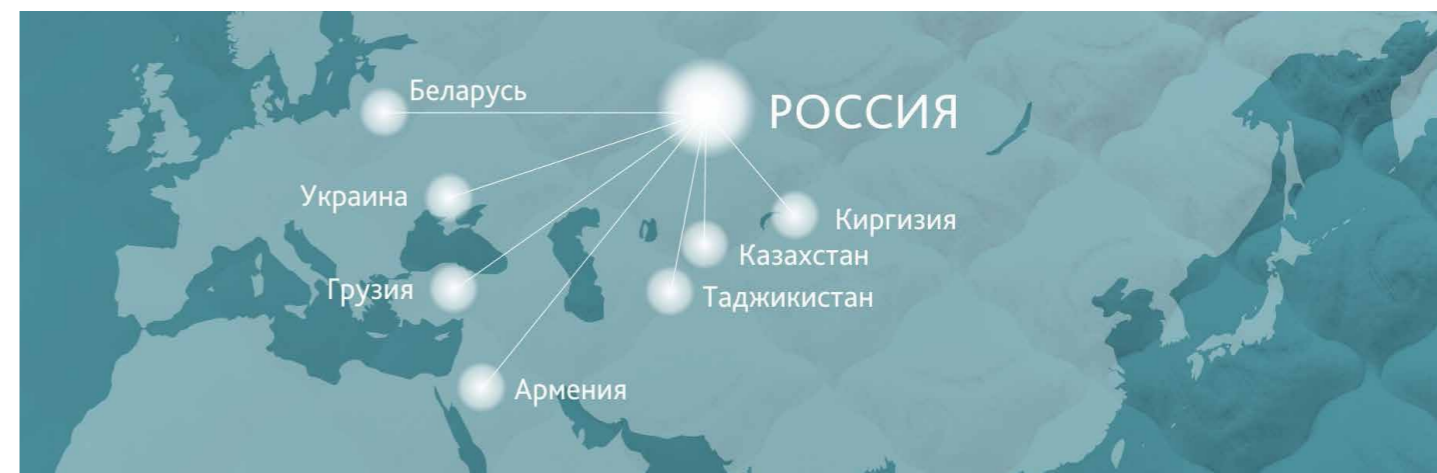 Беларусь
РОССИЯ
Украина
Киргизия
Казахстан
Грузия
Таджикистан
Армения